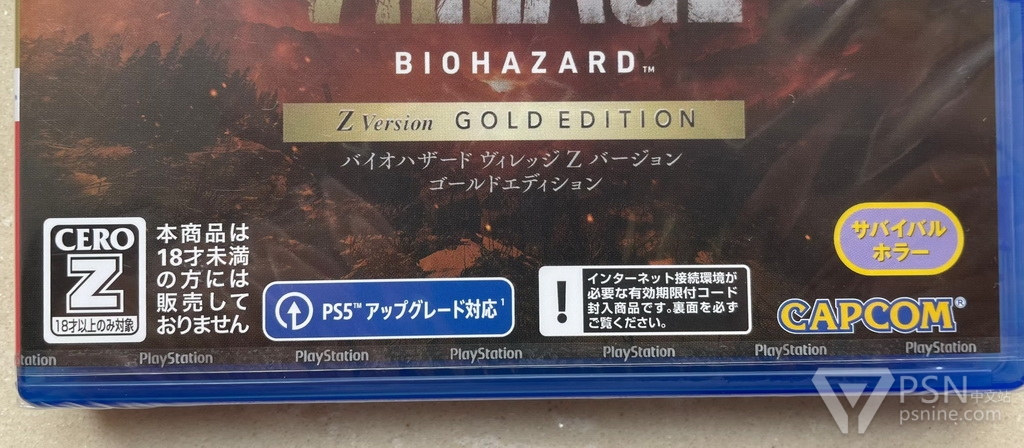 BIOHAZARD™
Z Version GOLD EDITION
バイオハザード ヴィレッジ Z バージョン
ゴールドエディション
サバイバル
ホラー
CERO
Z
18才以上のみ対象
本商品は
18才未満
の方には
販売して
おりません
PS5™ アップグレード対応¹
!
インターネット接続環境が
必要な有効期限付コード
封入商品です。裏面を必ず
ご覧ください。
CAPCOM®
PlayStation PlayStation PlayStation PlayStation PlayStation PlayStation
PSN中文站
psnine.com